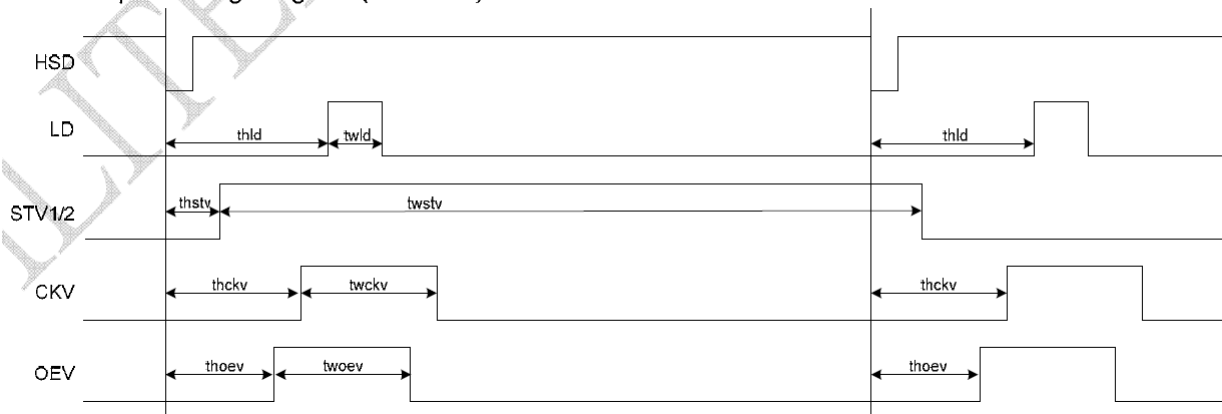 HSD
LD
thld
twld
thld
STV1/2
thstv
twstv
CKV
thckv
twckv
thckv
OEV
thoev
twoev
thoev